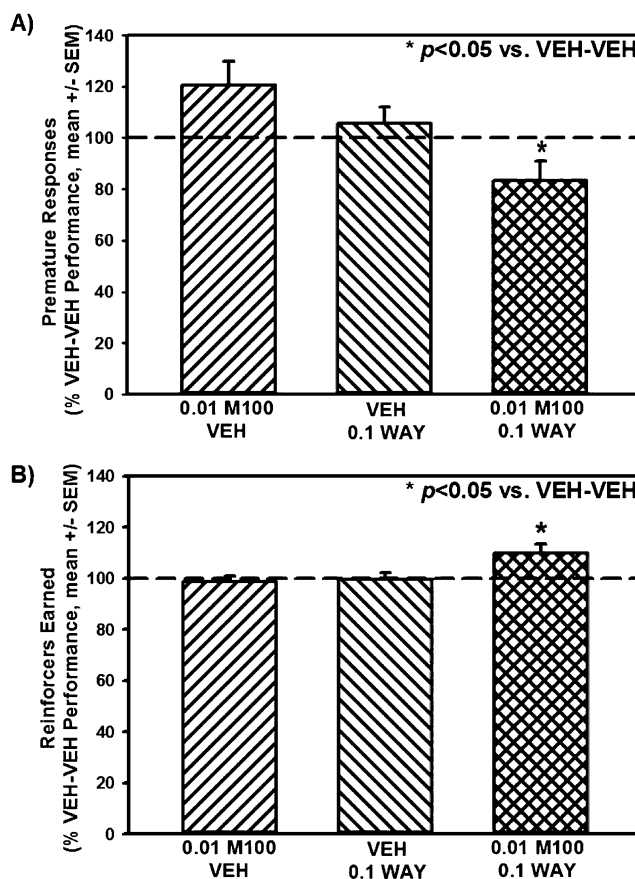 A)
Premature Responses
(% VEH-VEH Performance, mean +/- SEM)
140
120
100
80
60
40
20
0
* p<0.05 vs. VEH-VEH
*
0.01 M100
VEH
VEH
0.1 WAY
0.01 M100
0.1 WAY
B)
Reinforcers Earned
(% VEH-VEH Performance, mean +/- SEM)
140
120
100
80
60
40
20
0
* p<0.05 vs. VEH-VEH
*
0.01 M100
VEH
VEH
0.1 WAY
0.01 M100
0.1 WAY